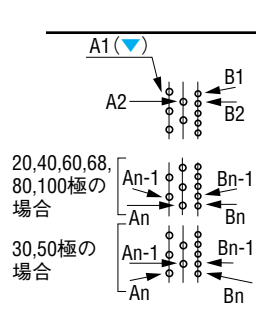 A1(▼)
B1
A2
B2
20,40,60,68,
80,100極の
場合
An-1
Bn-1
An
Bn
30,50極の
場合
An-1
Bn-1
An
Bn